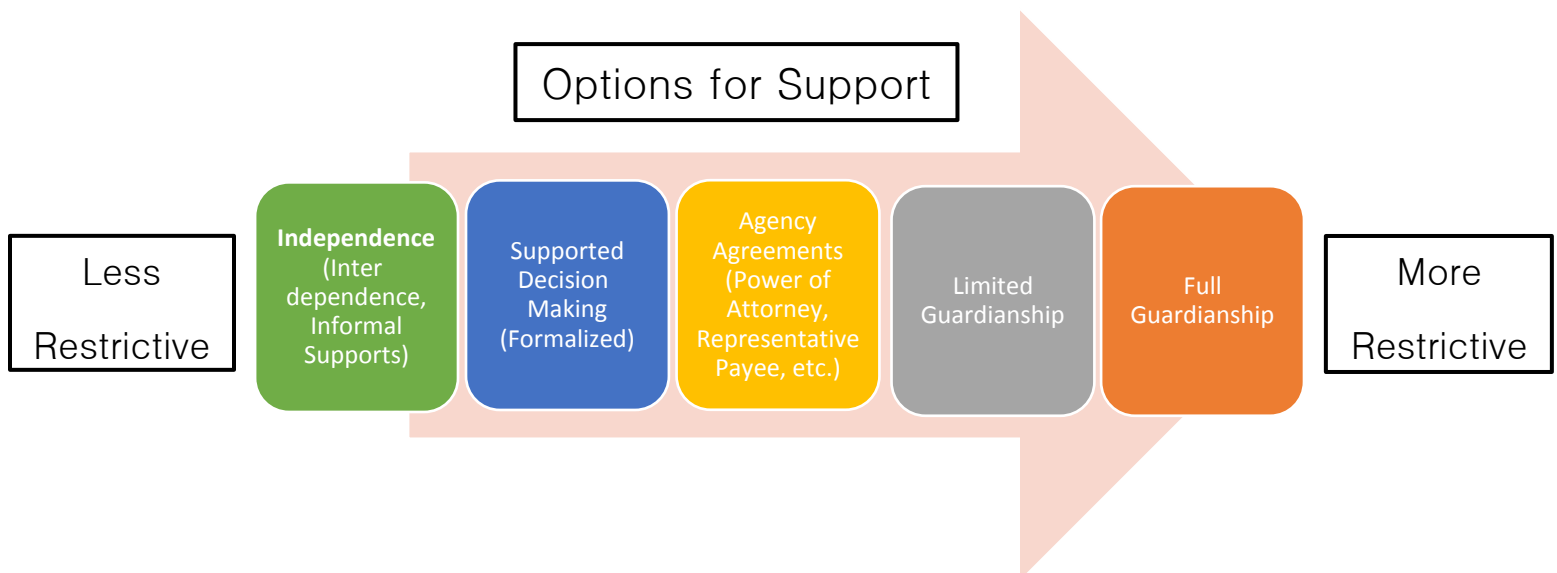 Options for Support
Less
Restrictive
Independence
(Inter
dependence,
Informal
Supports)
Supported
Decision
Making
(Formalized)
Agency
Agreements
(Power of
Attorney,
Representative
Payee, etc.)
Limited
Guardianship
Full
Guardianship
More
Restrictive